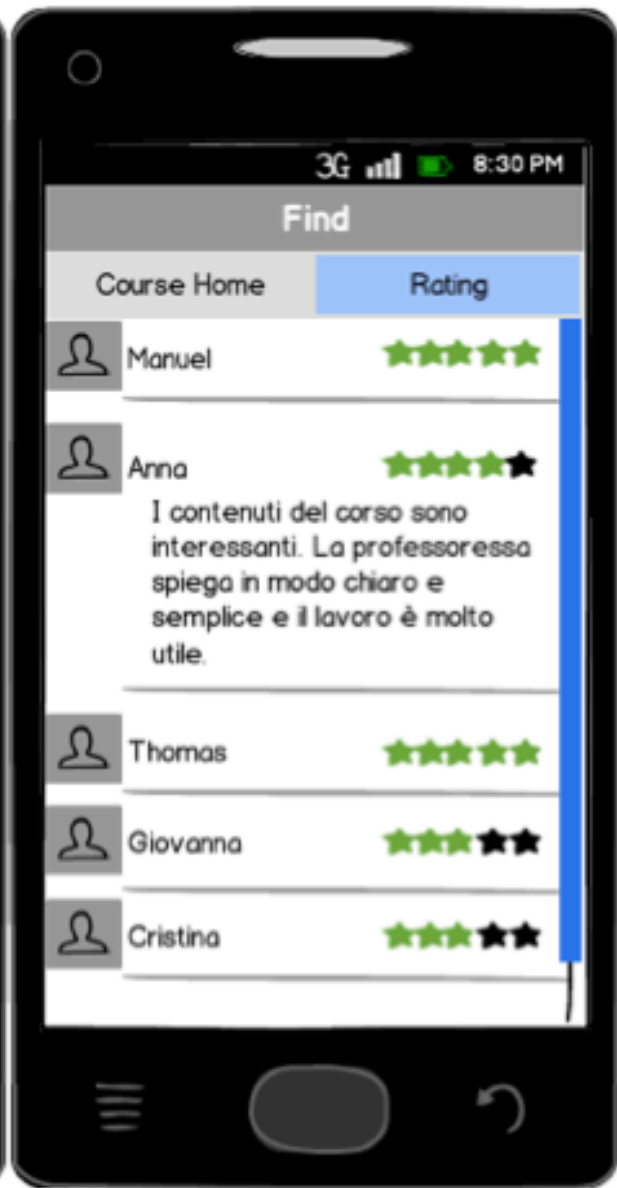 3G 8:30 PM
Find
Course Home Rating
Manuel
Anna
I contenuti del corso sono
interessanti. La professoressa
spiega in modo chiaro e
semplice e il lavoro è molto
utile.
Thomas
Giovanna
Cristina